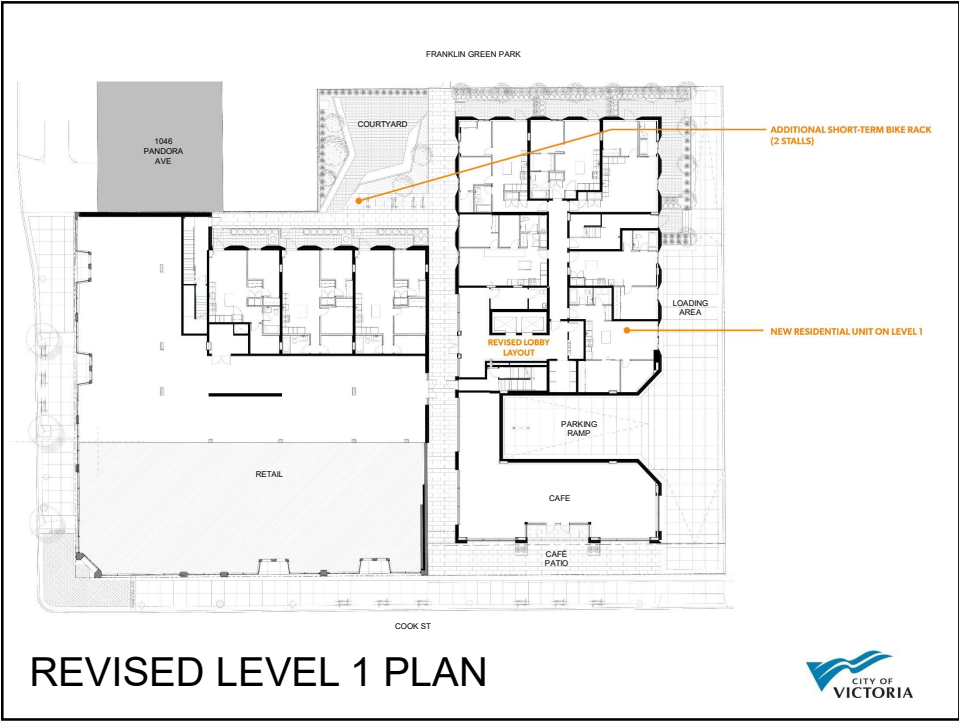 FRANKLIN GREEN PARK
COURTYARD
1046
PANDORA
AVE
ADDITIONAL SHORT-TERM BIKE RACK
(2 STALLS)
LOADING
AREA
NEW RESIDENTIAL UNIT ON LEVEL 1
REVISED LOBBY
LAYOUT
PARKING
RAMP
RETAIL
CAFE
CAFÉ
PATIO
COOK ST
REVISED LEVEL 1 PLAN
CITY OF
VICTORIA